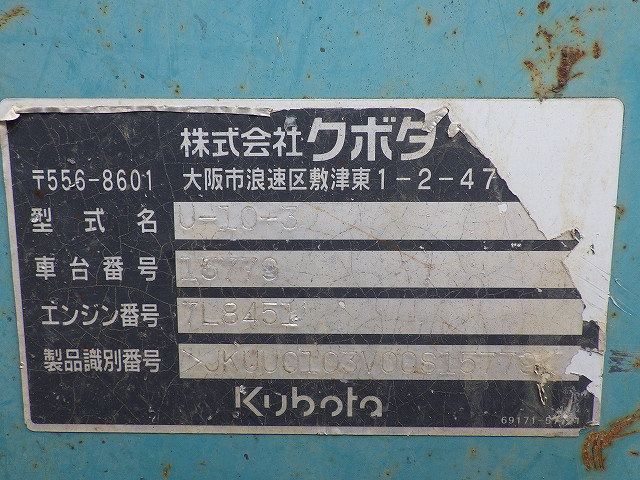 株式会社クボタ
〒556-8601 大阪市浪速区敷津東1-2-47
型式名 U-10-3
車台番号 15779
エンジン番号 7L8451
製品識別番号 >JKUU0103V00S15779
Kubota
69171-